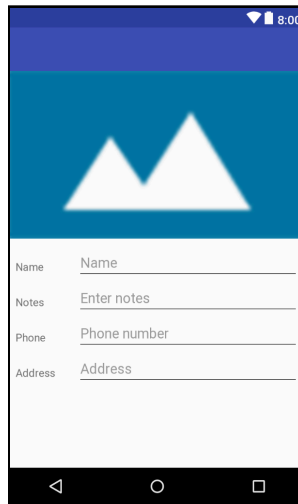 8:00
Name Name
Notes Enter notes
Phone Phone number
Address Address